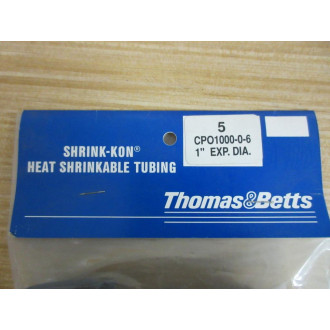 5
CPO1000-0-6
1" EXP. DIA.
SHRINK-KON®
HEAT SHRINKABLE TUBING
Thomas&Betts